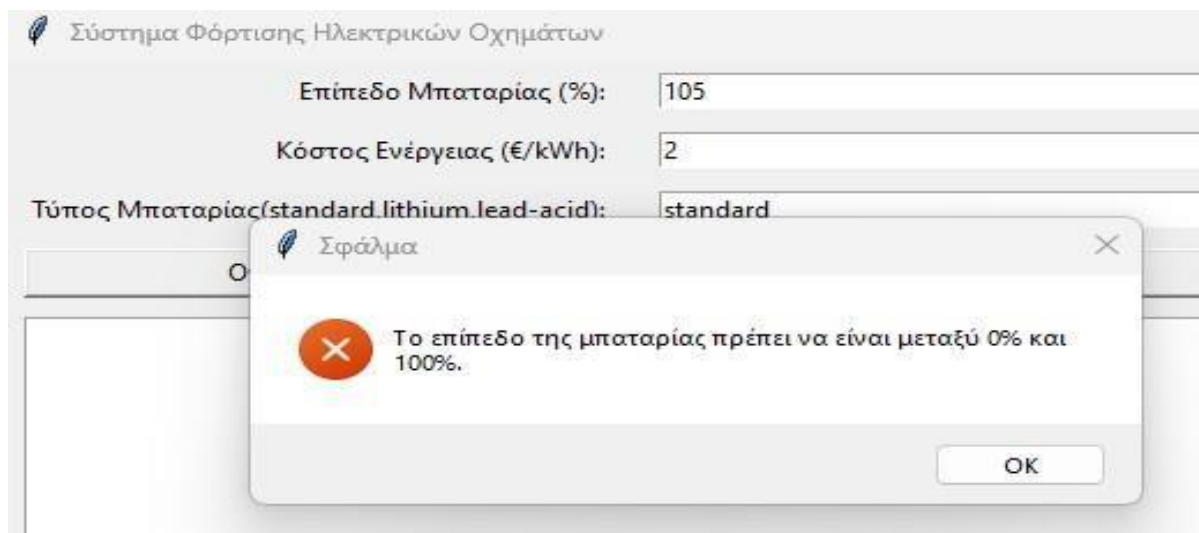 Σύστημα Φόρτισης Ηλεκτρικών Οχημάτων
Επίπεδο Μπαταρίας (%): 105
Κόστος Ενέργειας (€/kWh): 2
Τύπος Μπαταρίας(standard,lithium,lead-acid): standard
Σφάλμα
Το επίπεδο της μπαταρίας πρέπει να είναι μεταξύ 0% και
100%.
OK